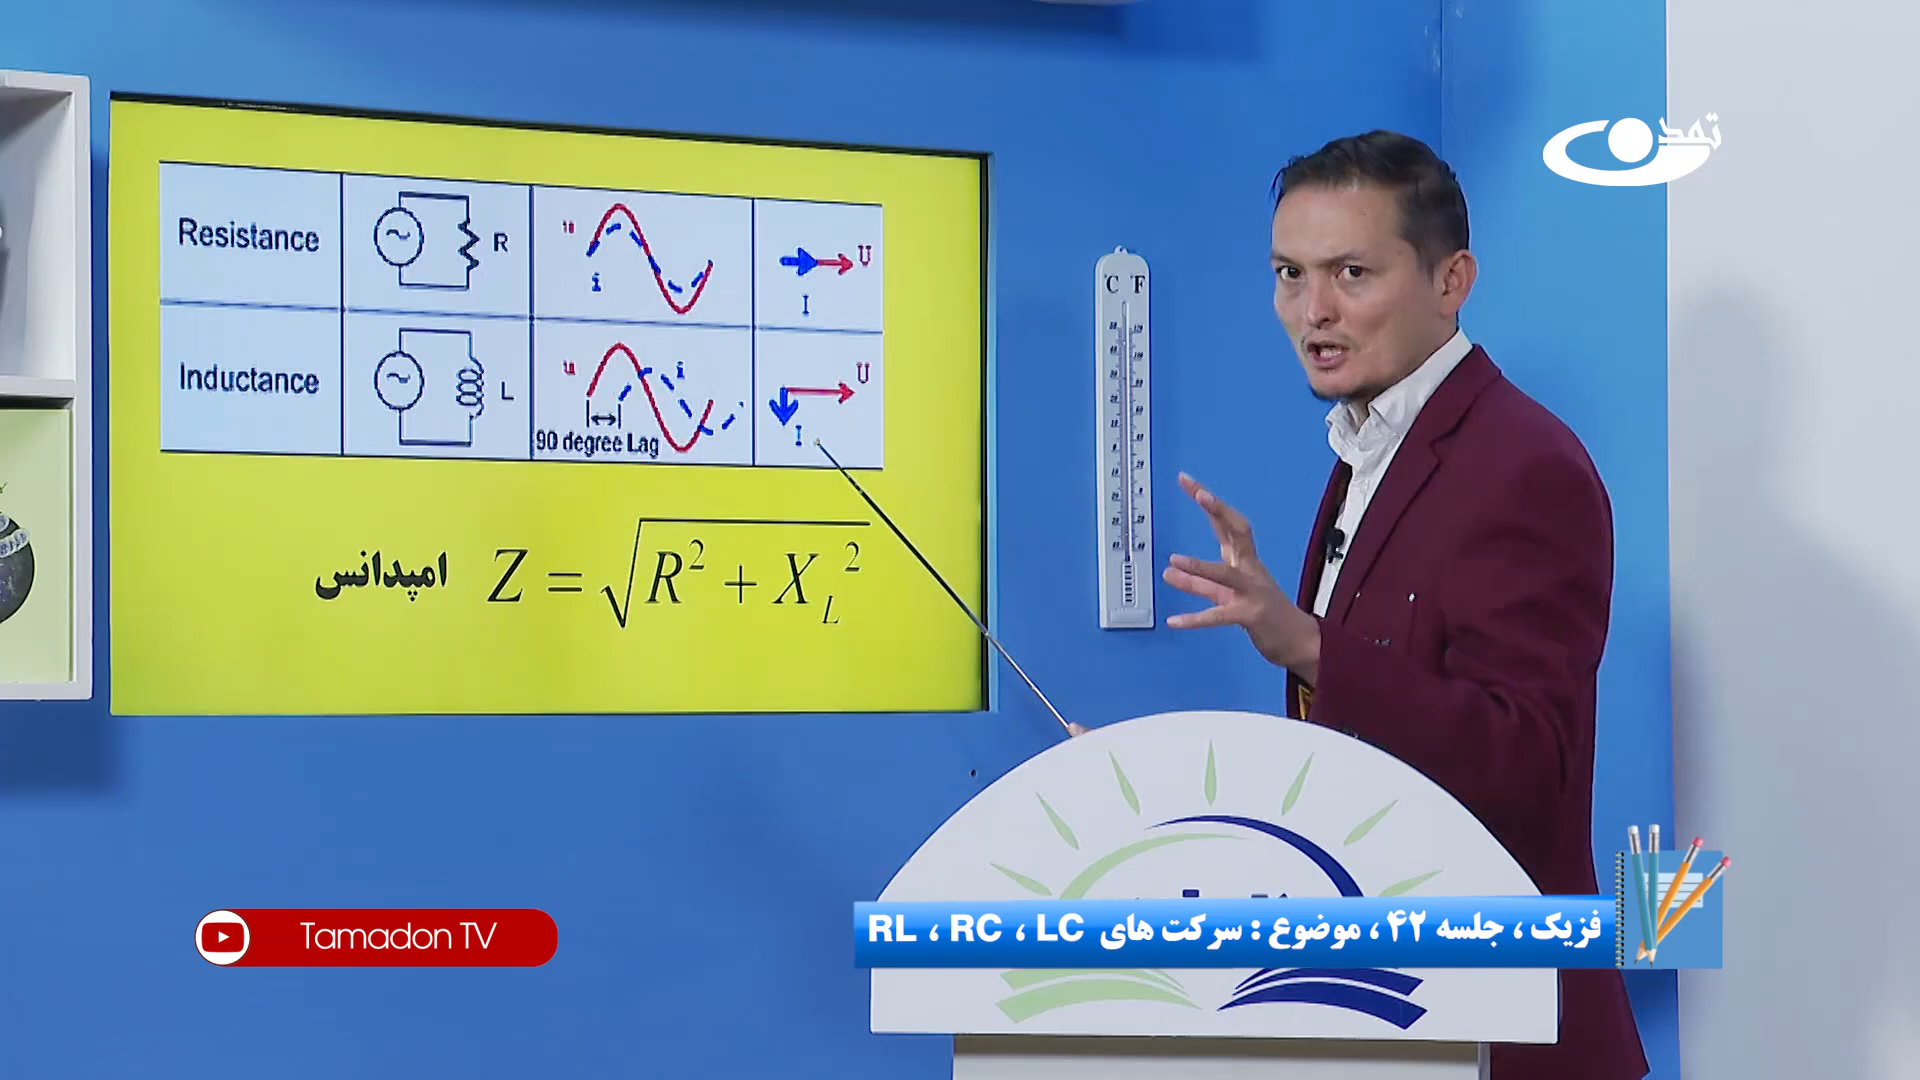 تمدن
Resistance
R
u
i
U
I
Inductance
L
u
i
90 degree Lag
U
I
امپدانس Z = √R² + X_L²
°C °F
Tamadon TV
فزیک ، جلسه ۴۲ ، موضوع : سرکت های RL ، RC ، LC